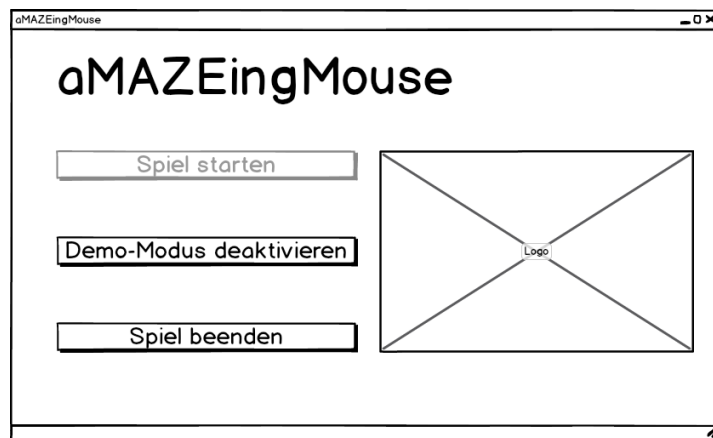 aMAZEingMouse
aMAZEingMouse
Spiel starten
Demo-Modus deaktivieren
Logo
Spiel beenden